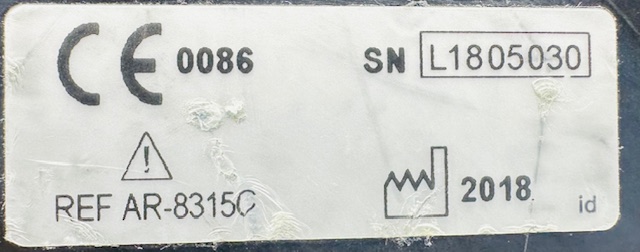 CE 0086 SN L1805030
REF AR-8315C
2018 id